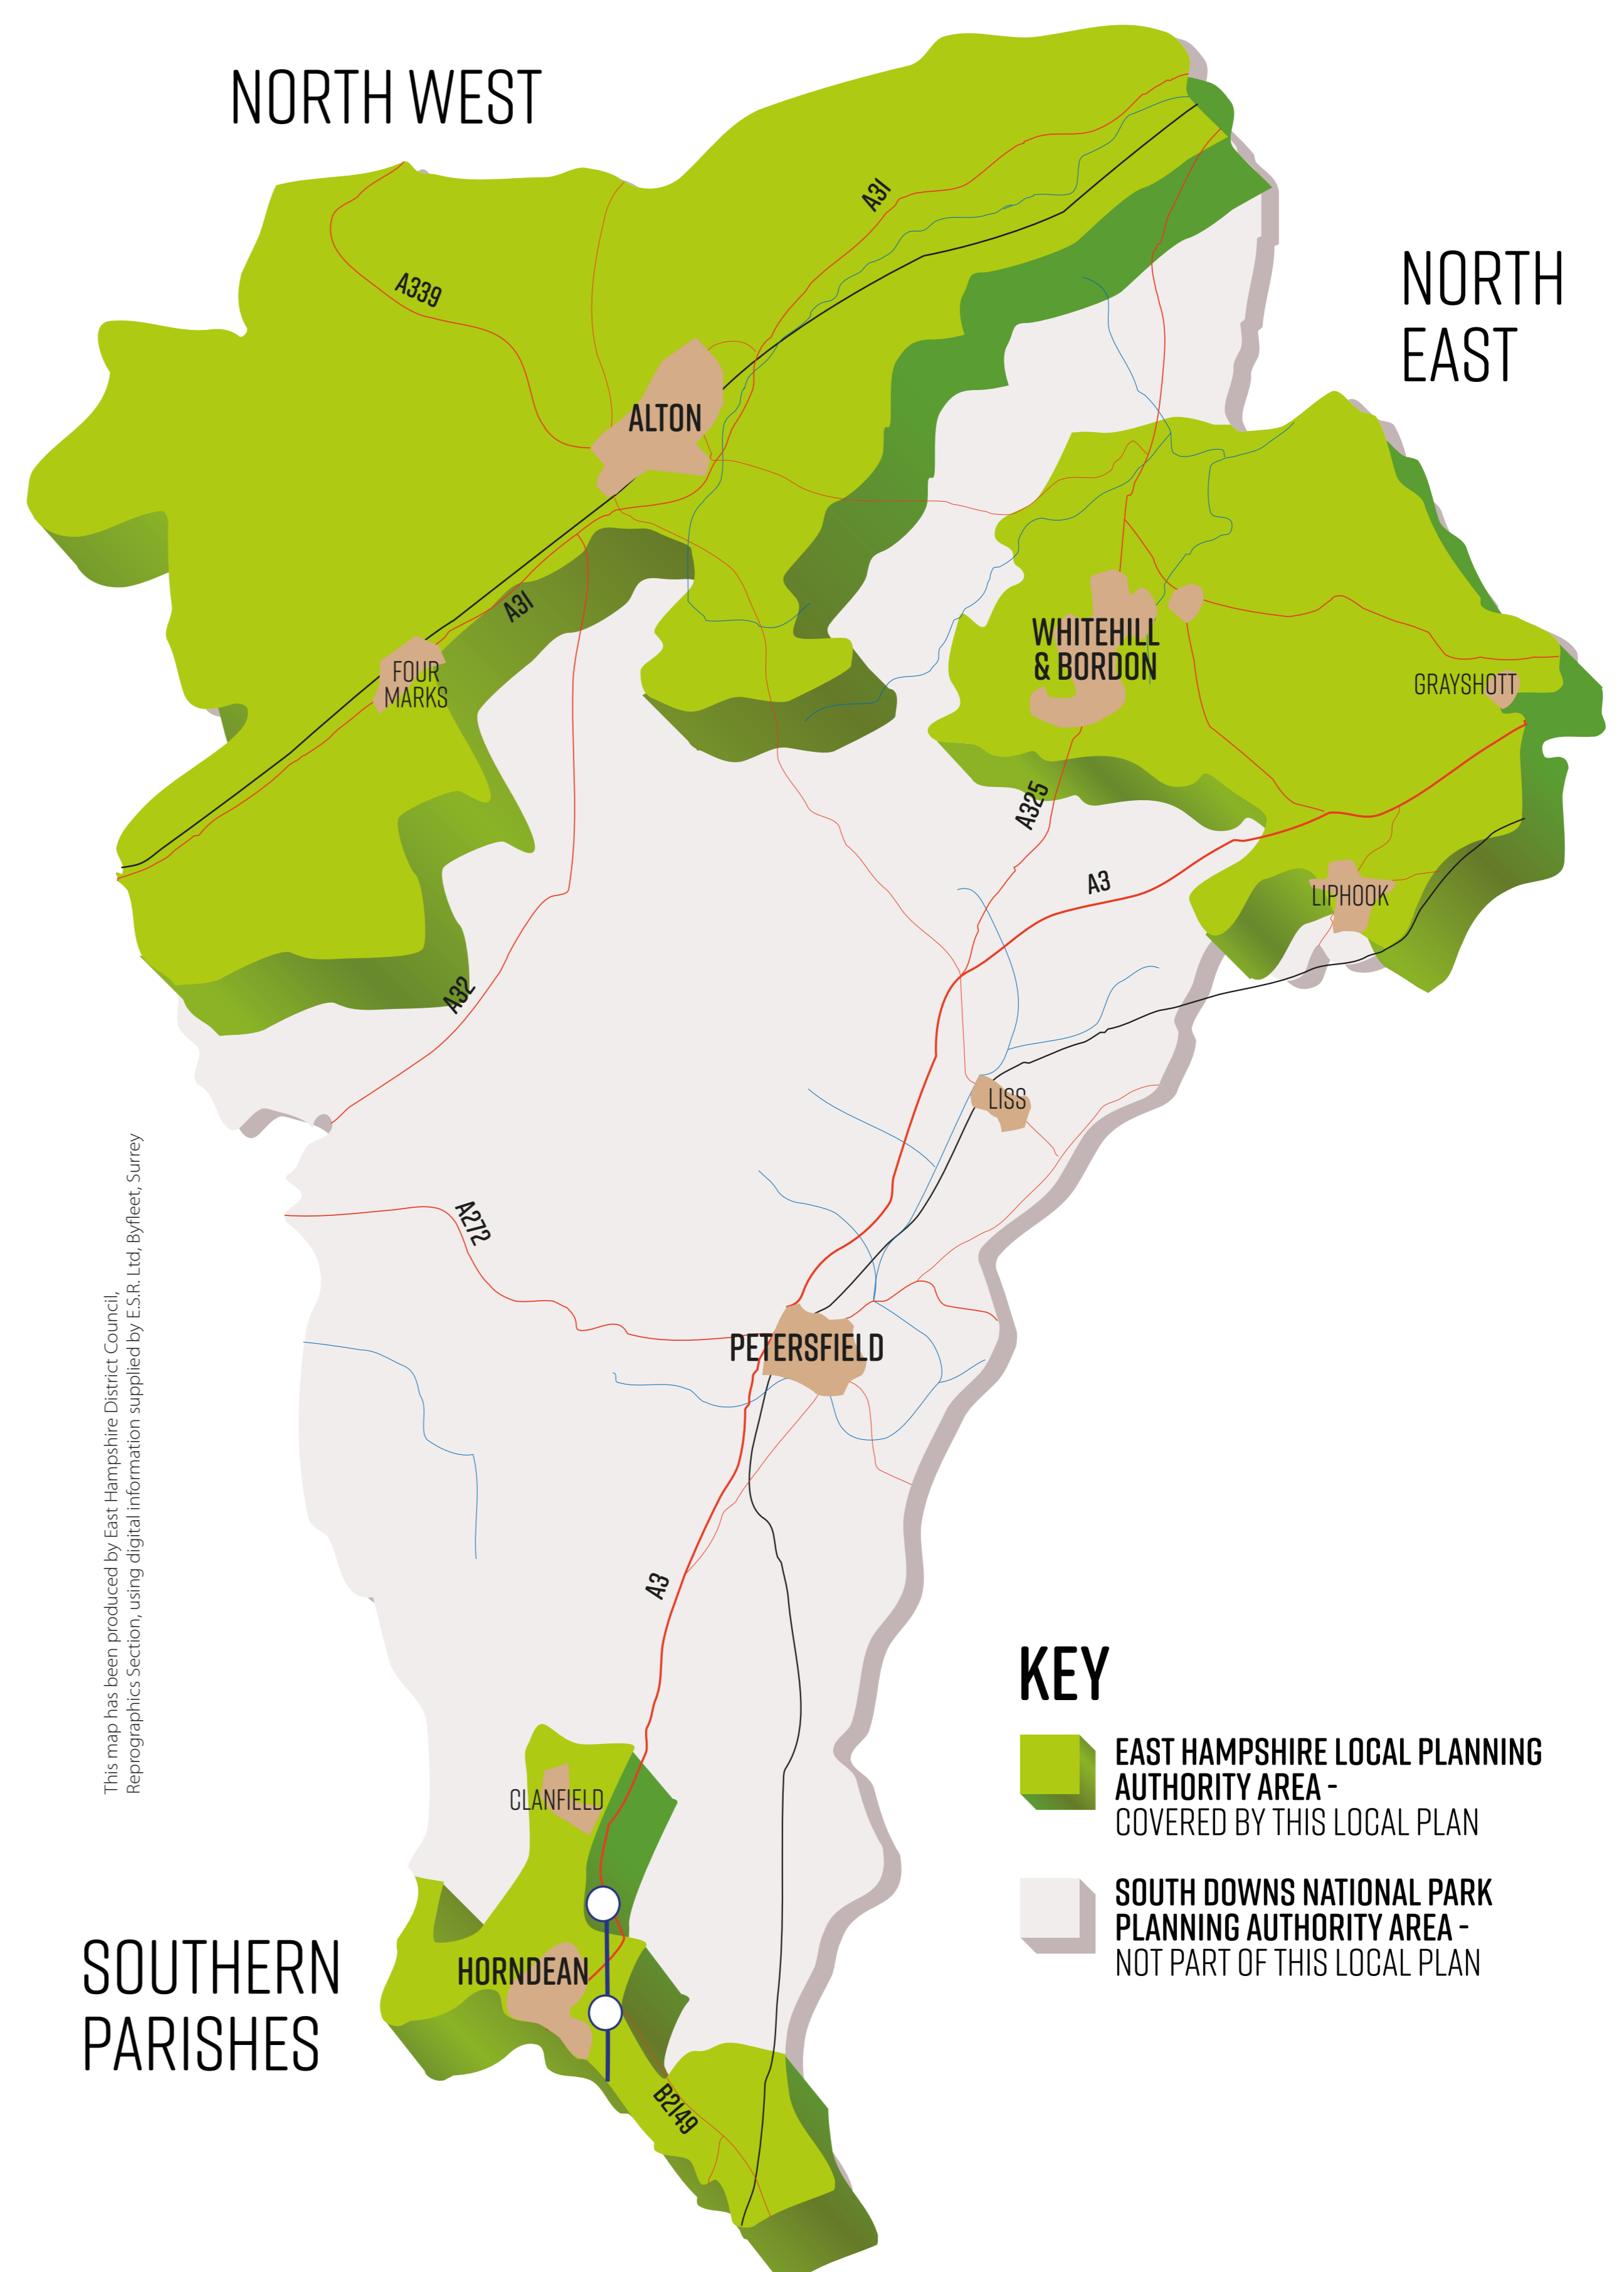 NORTH WEST
A31
NORTH
EAST
A339
ALTON
A31
WHITEHILL
& BORDON
FOUR
MARKS
GRAYSHOTT
A325
A3
LIPHOOK
A32
LISS
A272
PETERSFIELD
This map has been produced by East Hampshire District Council,
Reprographics Section, using digital information supplied by E.S.R. Ltd, Byfleet, Surrey
A3
KEY
EAST HAMPSHIRE LOCAL PLANNING
AUTHORITY AREA -
COVERED BY THIS LOCAL PLAN
CLANFIELD
SOUTH DOWNS NATIONAL PARK
PLANNING AUTHORITY AREA -
NOT PART OF THIS LOCAL PLAN
SOUTHERN
PARISHES
HORNDEAN
B2149